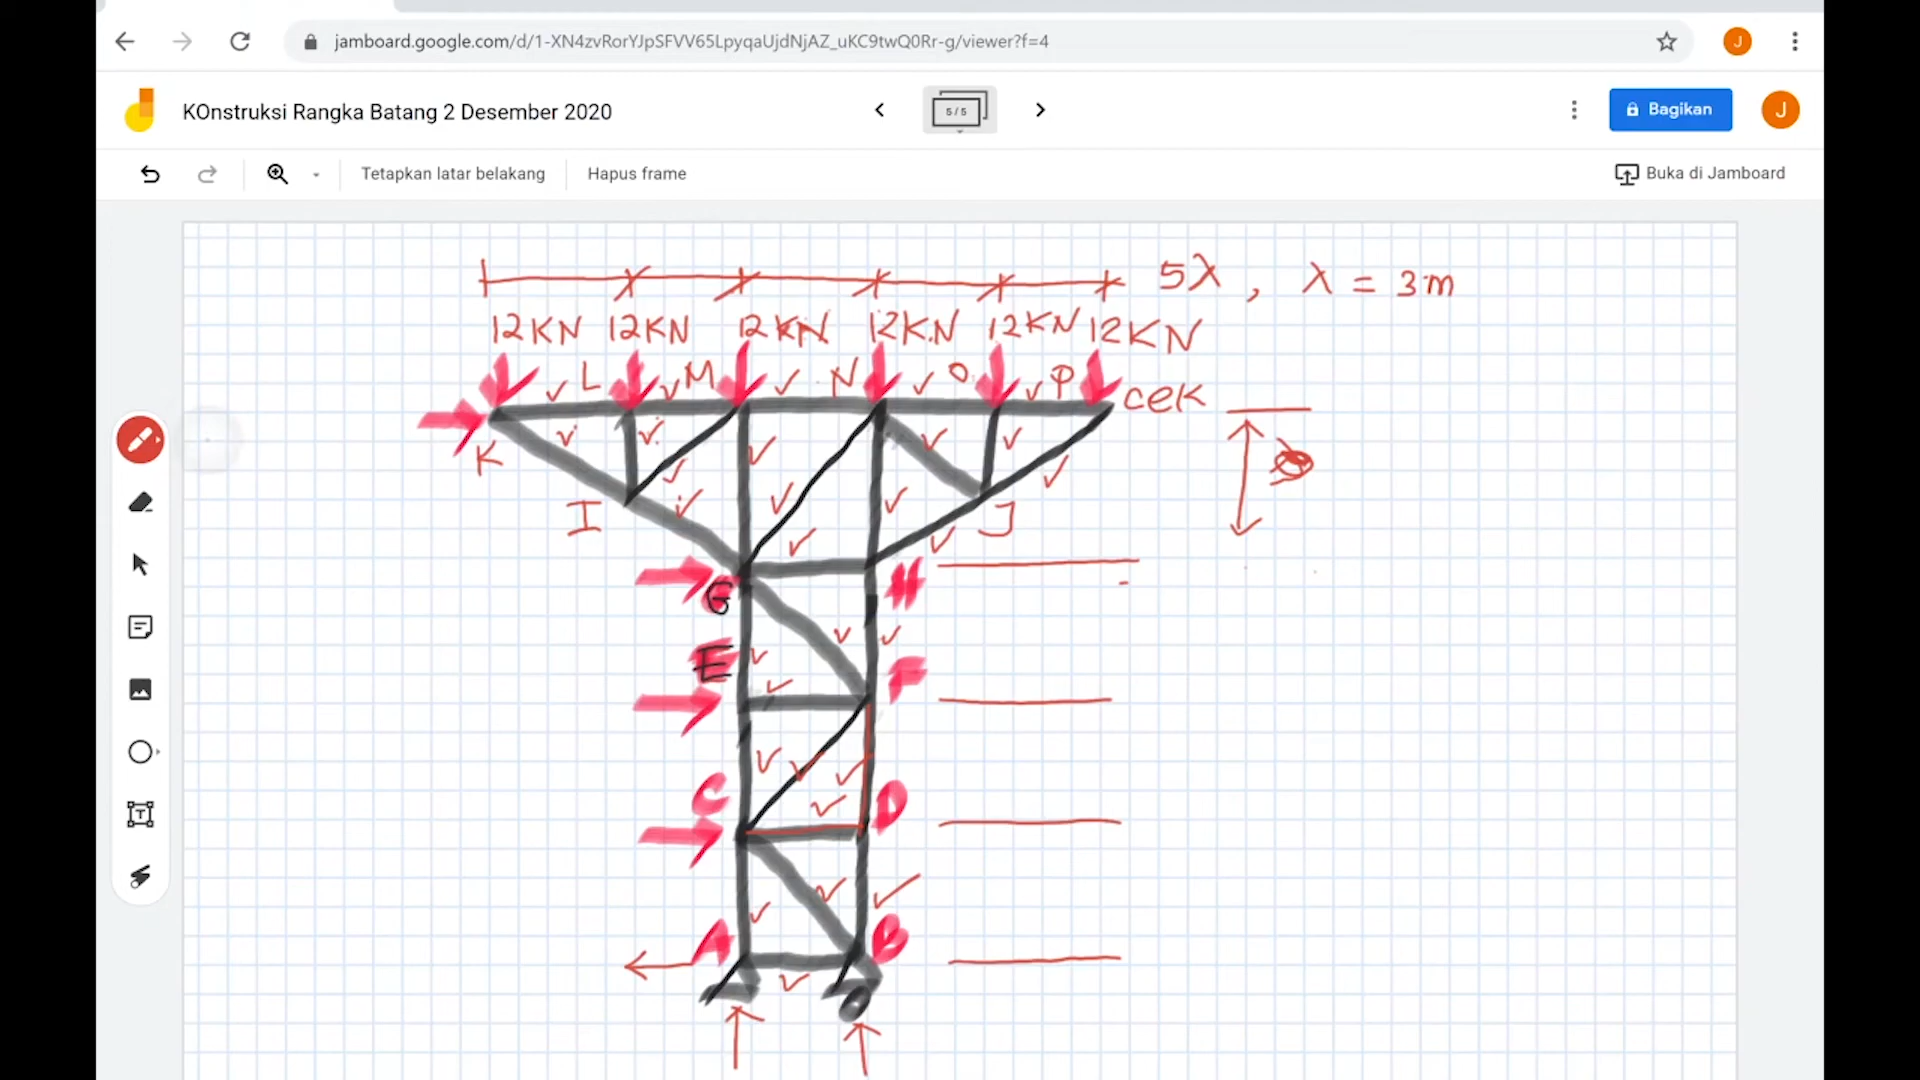 jamboard.google.com/d/1-XN4zvRorYJpSFVV65LpyqaUjdNjAZ_uKC9twQ0Rr-g/viewer?f=4
J
KOnstruksi Rangka Batang 2 Desember 2020
5 / 5
Bagikan
J
Tetapkan latar belakang
Hapus frame
Buka di Jamboard
5λ , λ = 3m
12KN 12KN 12KN 12KN 12KN 12KN
L M N O P
CEK
K
I J
G H
E F
C D
A B